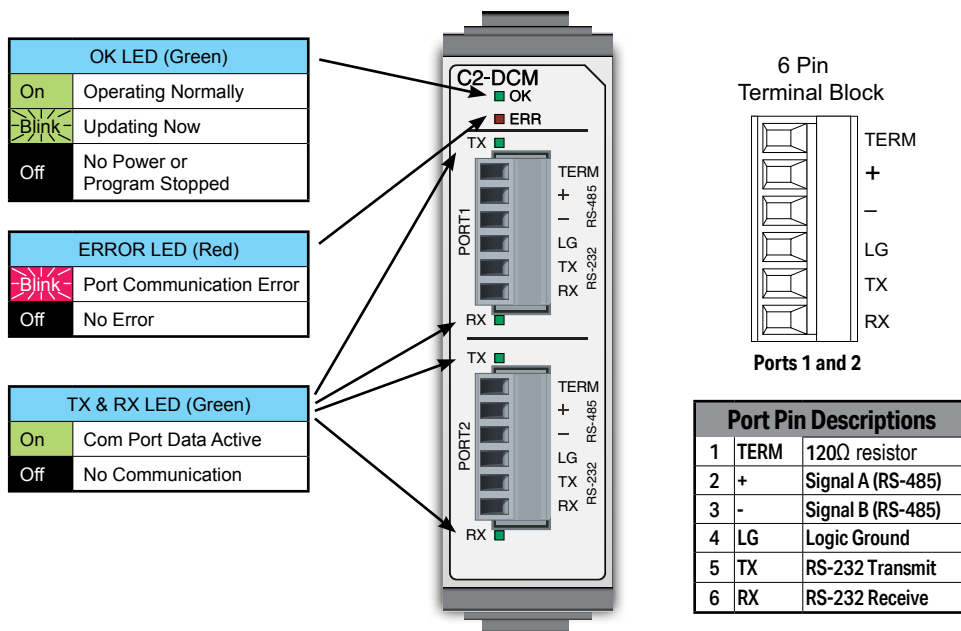 OK LED (Green)
On Operating Normally
Blink Updating Now
Off No Power or
Program Stopped
ERROR LED (Red)
Blink Port Communication Error
Off No Error
TX & RX LED (Green)
On Com Port Data Active
Off No Communication
C2-DCM
OK
ERR
TX
PORT1
TERM
+
–
RS-485
LG
TX
RX
RS-232
RX
TX
PORT2
TERM
+
–
RS-485
LG
TX
RX
RS-232
RX
6 Pin
Terminal Block
TERM
+
–
LG
TX
RX
Ports 1 and 2
Port Pin Descriptions
1 TERM 120Ω resistor
2 + Signal A (RS-485)
3 - Signal B (RS-485)
4 LG Logic Ground
5 TX RS-232 Transmit
6 RX RS-232 Receive